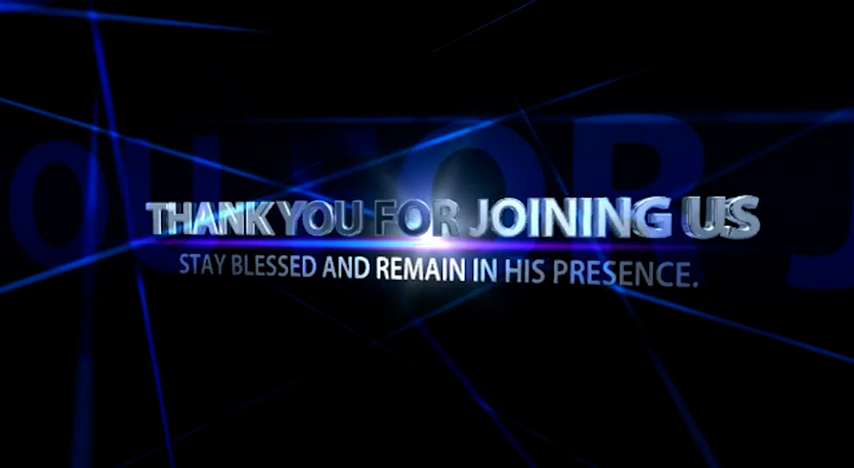 THANK YOU FOR JOINING US
STAY BLESSED AND REMAIN IN HIS PRESENCE.